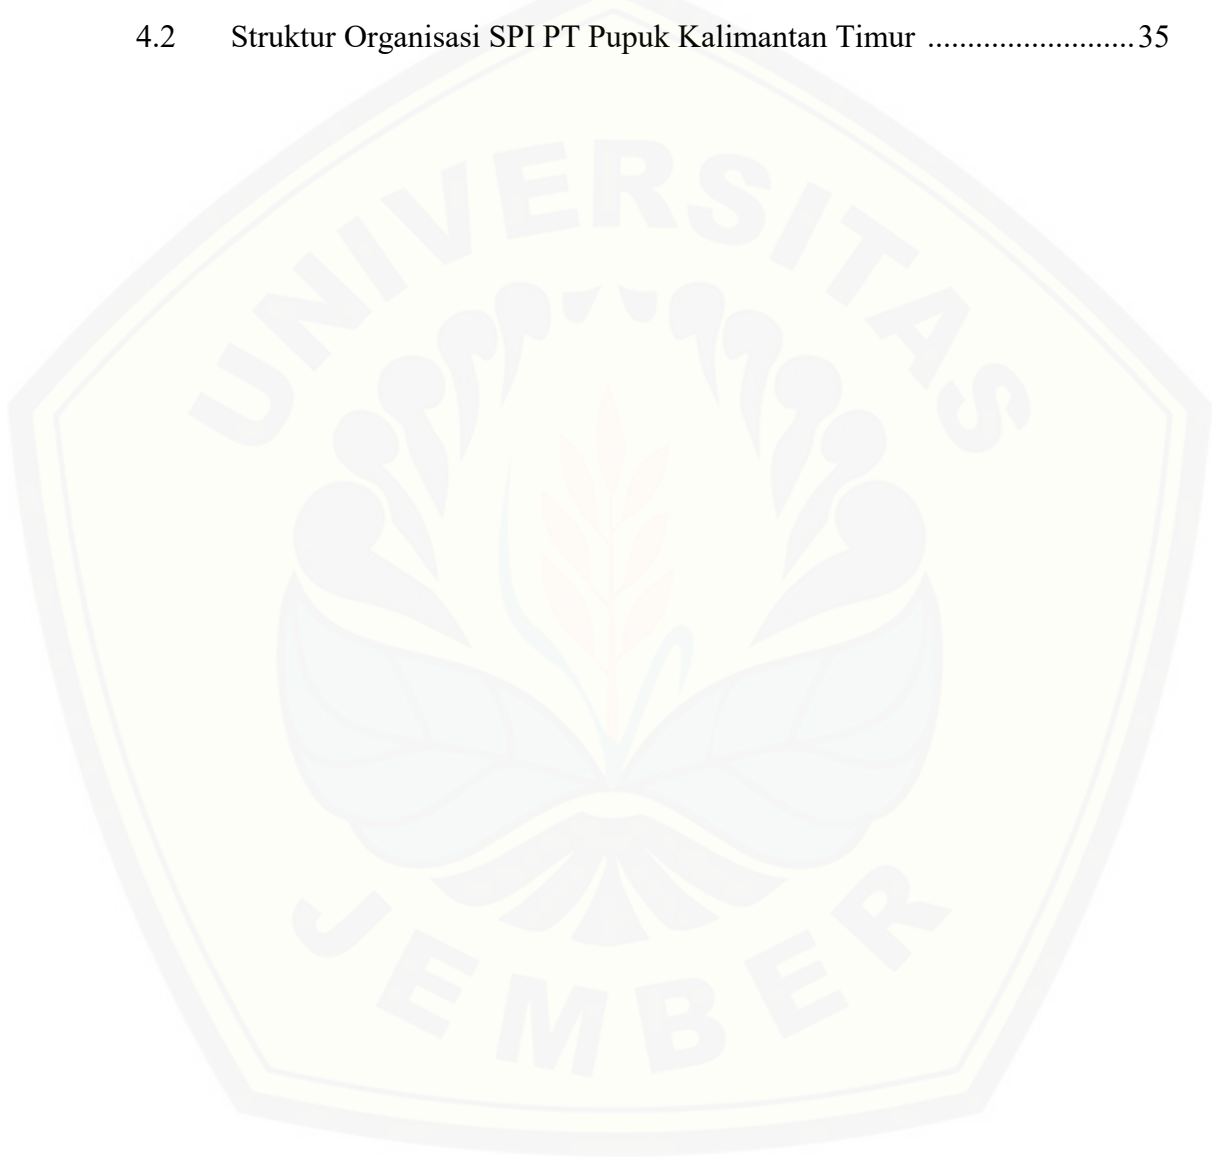 4.2 Struktur Organisasi SPI PT Pupuk Kalimantan Timur ..........................35
UNIVERSITAS
JEMBER